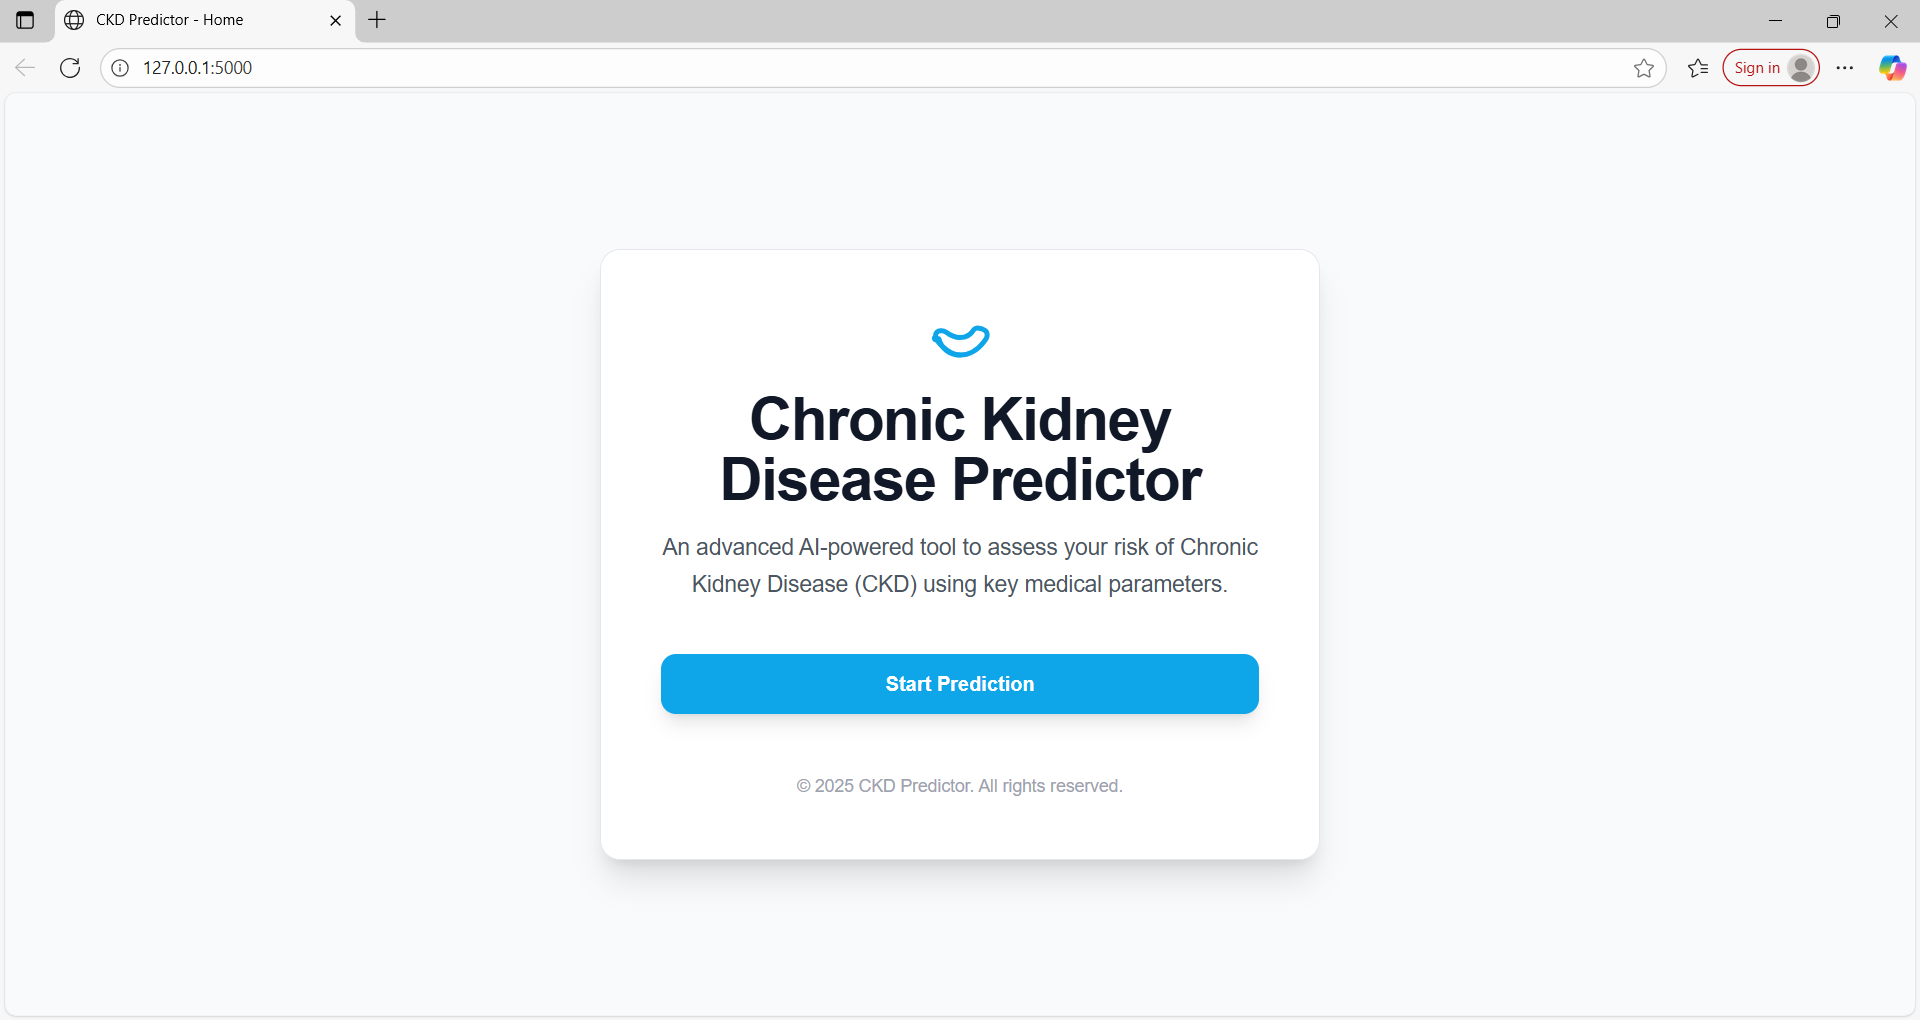 CKD Predictor - Home
127.0.0.1:5000
Sign in
Chronic Kidney
Disease Predictor
An advanced AI-powered tool to assess your risk of Chronic
Kidney Disease (CKD) using key medical parameters.
Start Prediction
© 2025 CKD Predictor. All rights reserved.